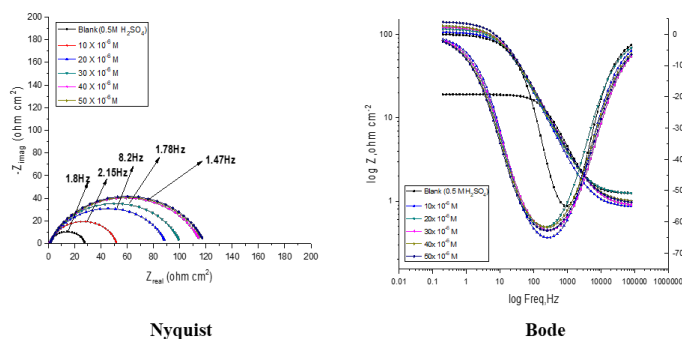 Blank (0.5M H₂SO₄)
10 X 10⁻⁶ M
20 X 10⁻⁶ M
30 X 10⁻⁶ M
40 X 10⁻⁶ M
50 X 10⁻⁶ M
200
180
160
140
120
100
80
60
40
20
0
-Z_imag (ohm cm²)
1.8Hz
2.15Hz
8.2Hz
1.78Hz
1.47Hz
0 20 40 60 80 100 120 140 160 180 200
Z_real (ohm cm²)
Nyquist
100
10
1
log Z, ohm cm⁻²
0
-10
-20
-30
-40
-50
-60
-70
Blank (0.5 M H₂SO₄)
10x 10⁻⁶ M
20x 10⁻⁶ M
30x 10⁻⁶ M
40x 10⁻⁶ M
50x 10⁻⁶ M
0.01 0.1 1 10 100 1000 10000 100000 1000000
log Freq,Hz
Bode